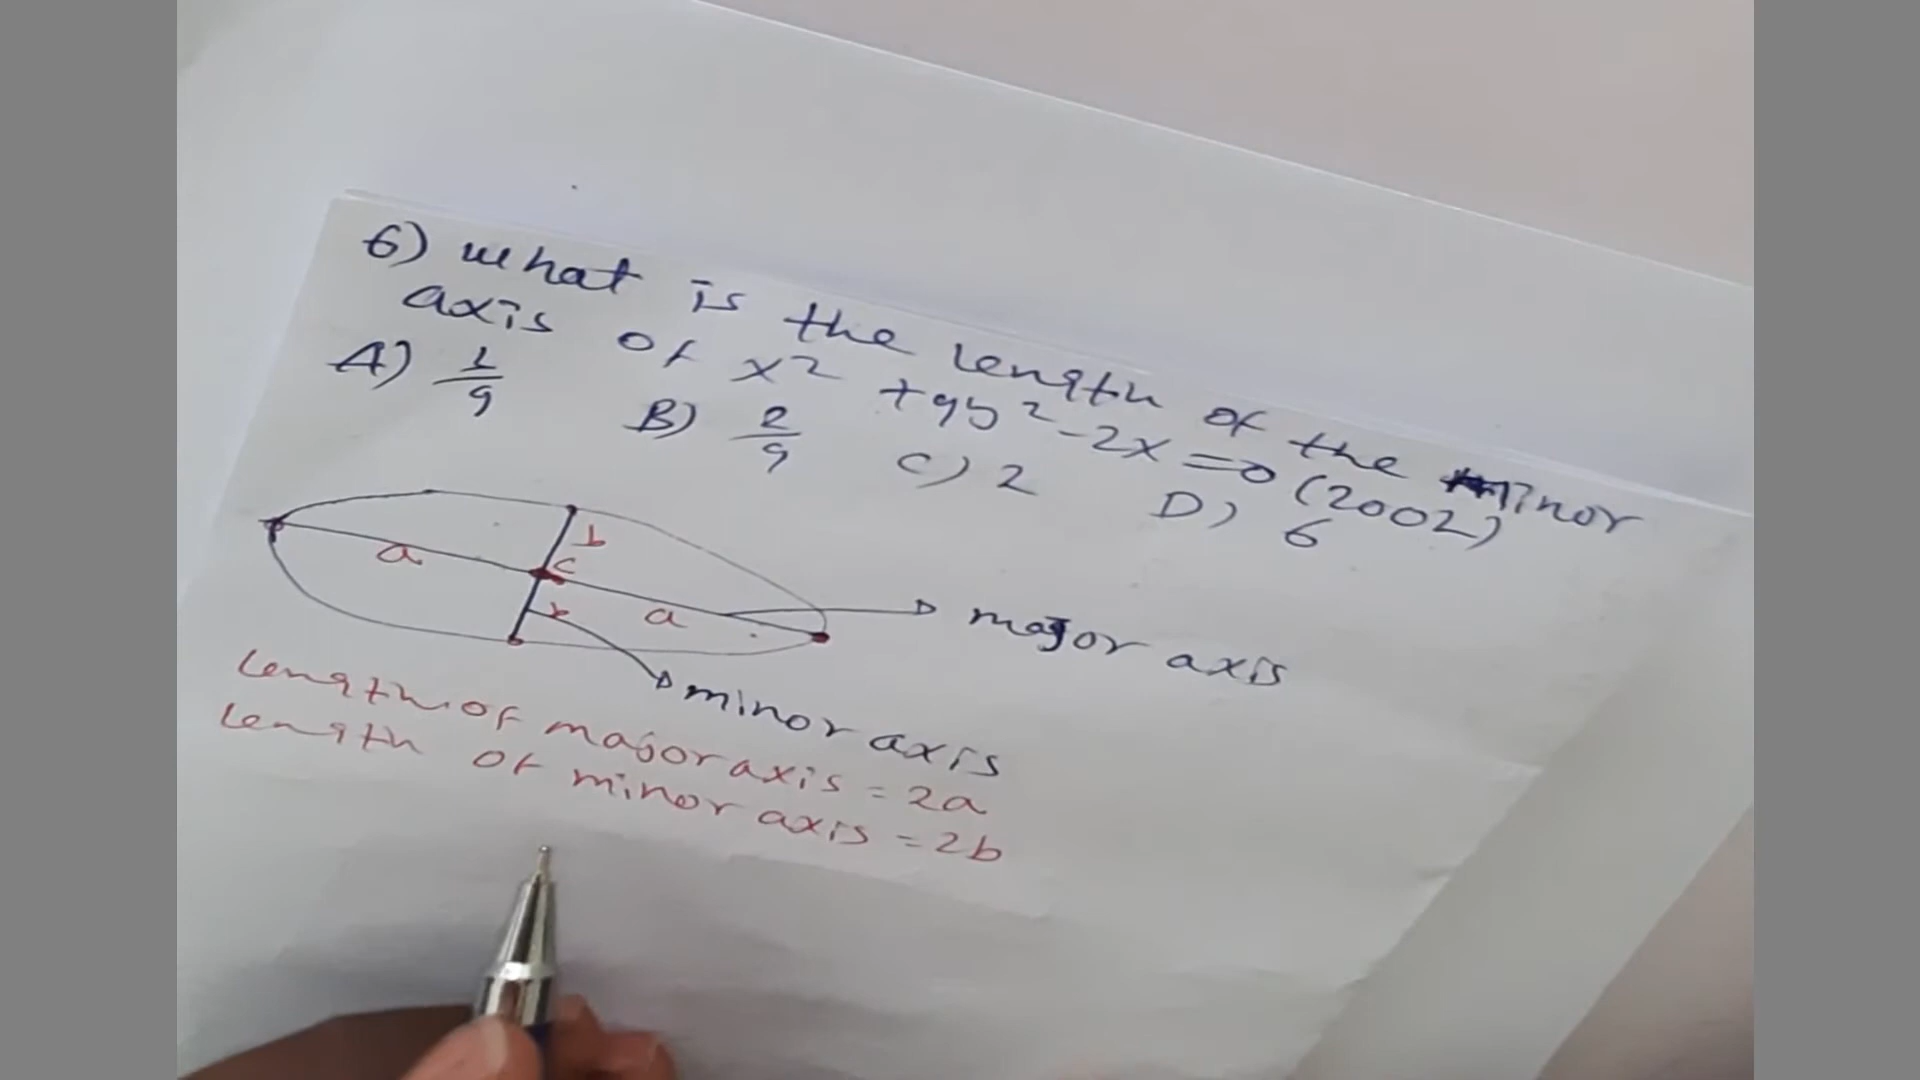 6) what is the length of the minor
axis of x² + 9y² - 2x = 0 (2002)
A) 1/9 B) 2/9 C) 2 D) 6
b
a
c
b
a
major axis
minor axis
length of major axis = 2a
length of minor axis = 2b